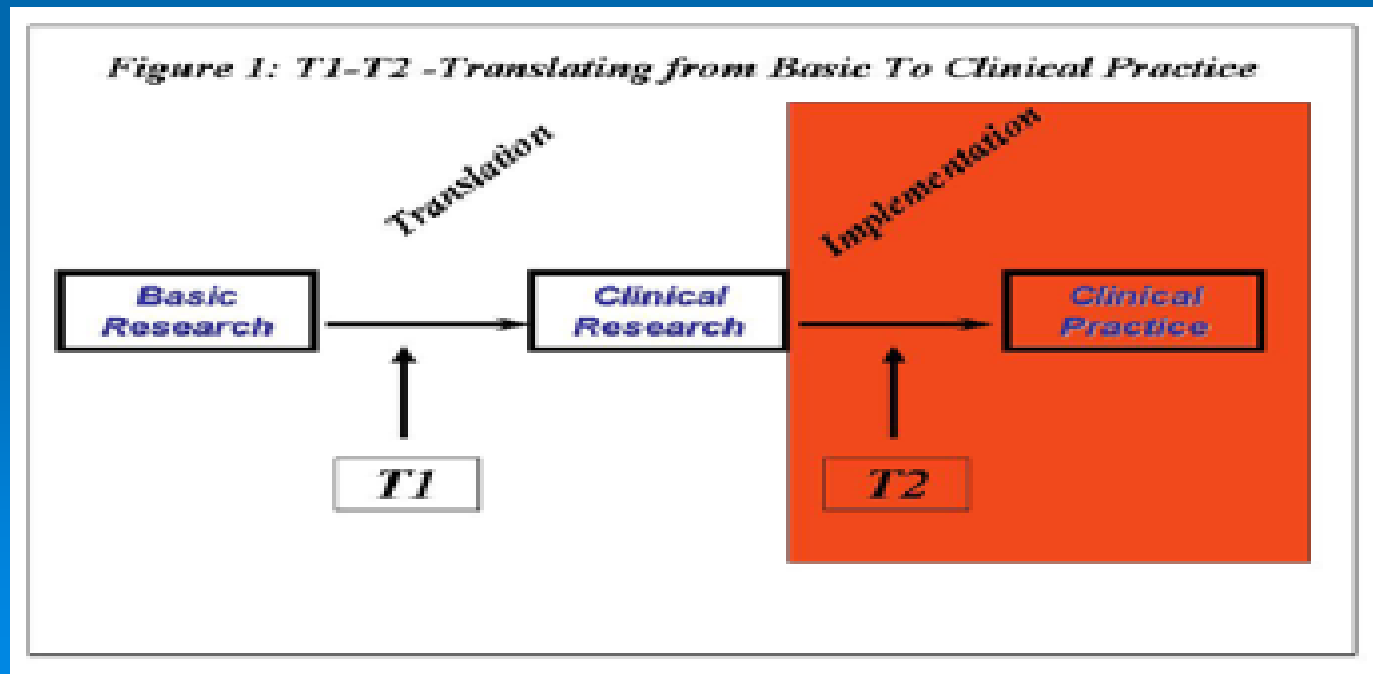 Figure 1: T1-T2 -Translating from Basic To Clinical Practice
Translation
Implementation
Basic
Research
Clinical
Research
Clinical
Practice
T1
T2